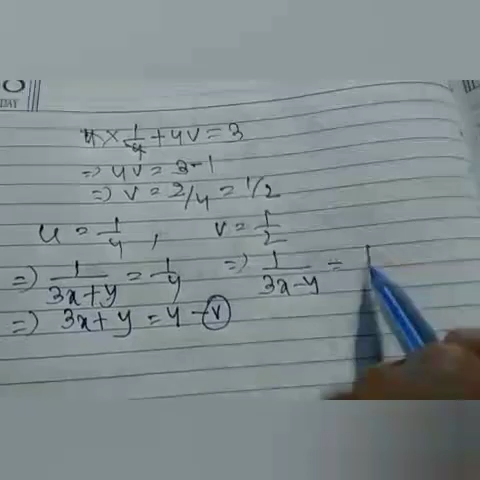 DAY
4 × 1/4 + 4v = 3
=> 4v = 3-1
=> v = 2/4 = 1/2
u = 1/4 , v = 1/2
=> 1/(3x+y) = 1/4 => 1/(3x-y) =
=> 3x+y = 4 - (v)